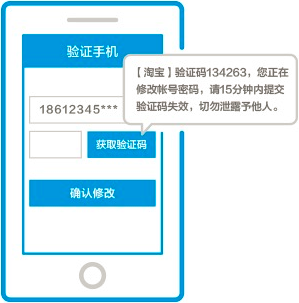 验证手机
【淘宝】验证码134263，您正在
修改帐号密码，请15分钟内提交
验证码失效，切勿泄露予他人。
18612345***
获取验证码
确认修改